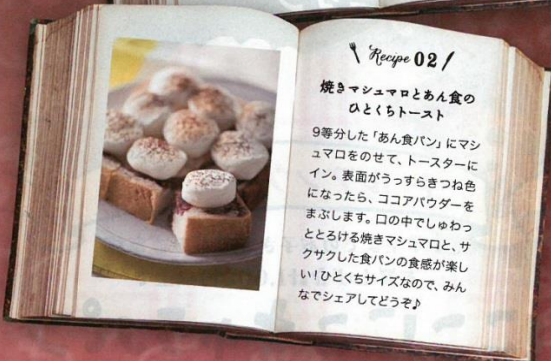 Recipe 02
焼きマシュマロとあん食の
ひとくちトースト
9等分した「あん食パン」にマシ
ュマロをのせて、トースターに
イン。表面がうっすらきつね色
になったら、ココアパウダーを
まぶします。口の中でしゅわっ
ととろける焼きマシュマロと、サ
クサクした食パンの食感が楽し
い!ひとくちサイズなので、みん
なでシェアしてどうぞ♪